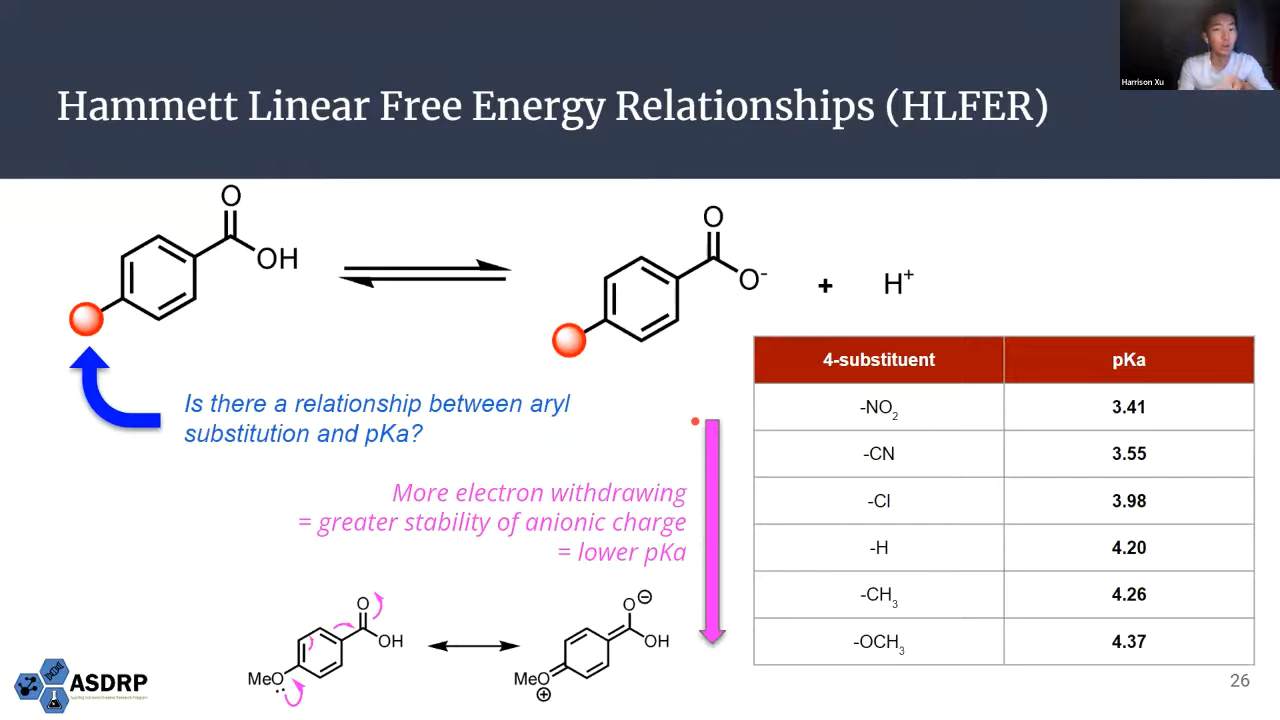 Harrison Xu
Hammett Linear Free Energy Relationships (HLFER)
O
OH
O
O-
+
H+
Is there a relationship between aryl
substitution and pKa?
More electron withdrawing
= greater stability of anionic charge
= lower pKa
4-substituent pKa
-NO2 3.41
-CN 3.55
-Cl 3.98
-H 4.20
-CH3 4.26
-OCH3 4.37
O
OH
MeO
O
OH
MeO
ASDRP
26